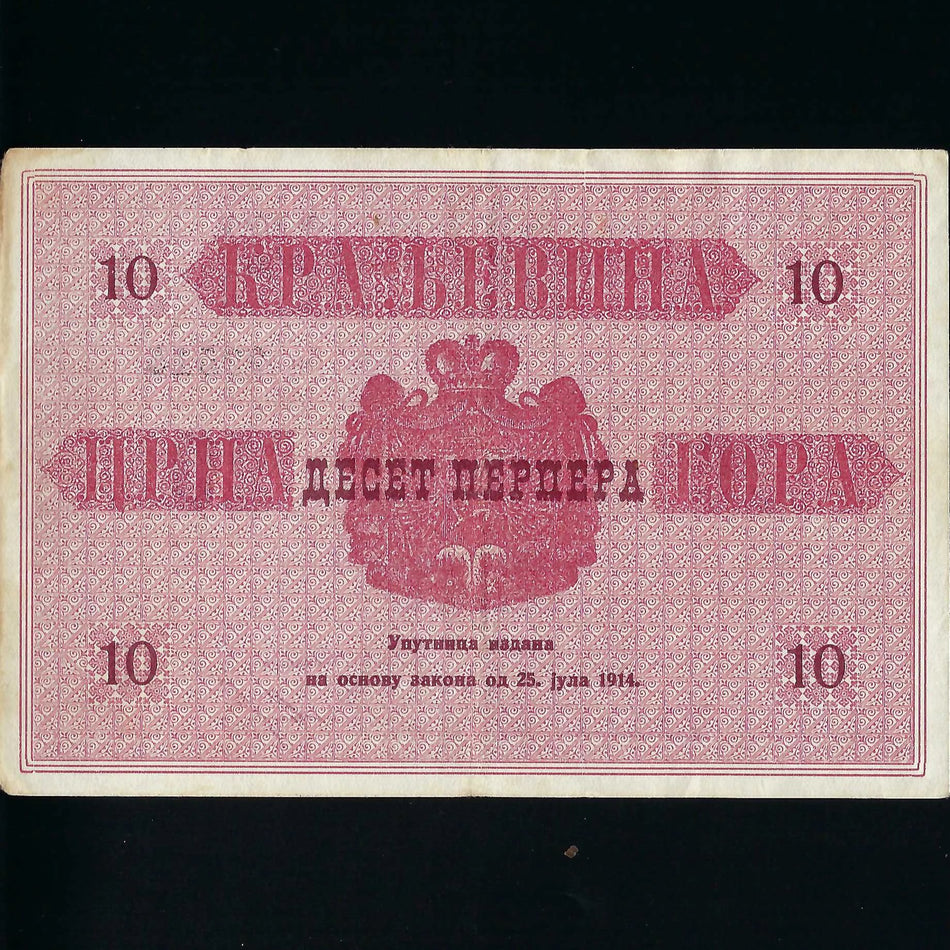 10 КРАЉЕВИНА 10
ЦРНА ДЕСЕТ ПЕРПЕРА ГОРА
Упутница издана
10 на основу закона од 25. јула 1914. 10